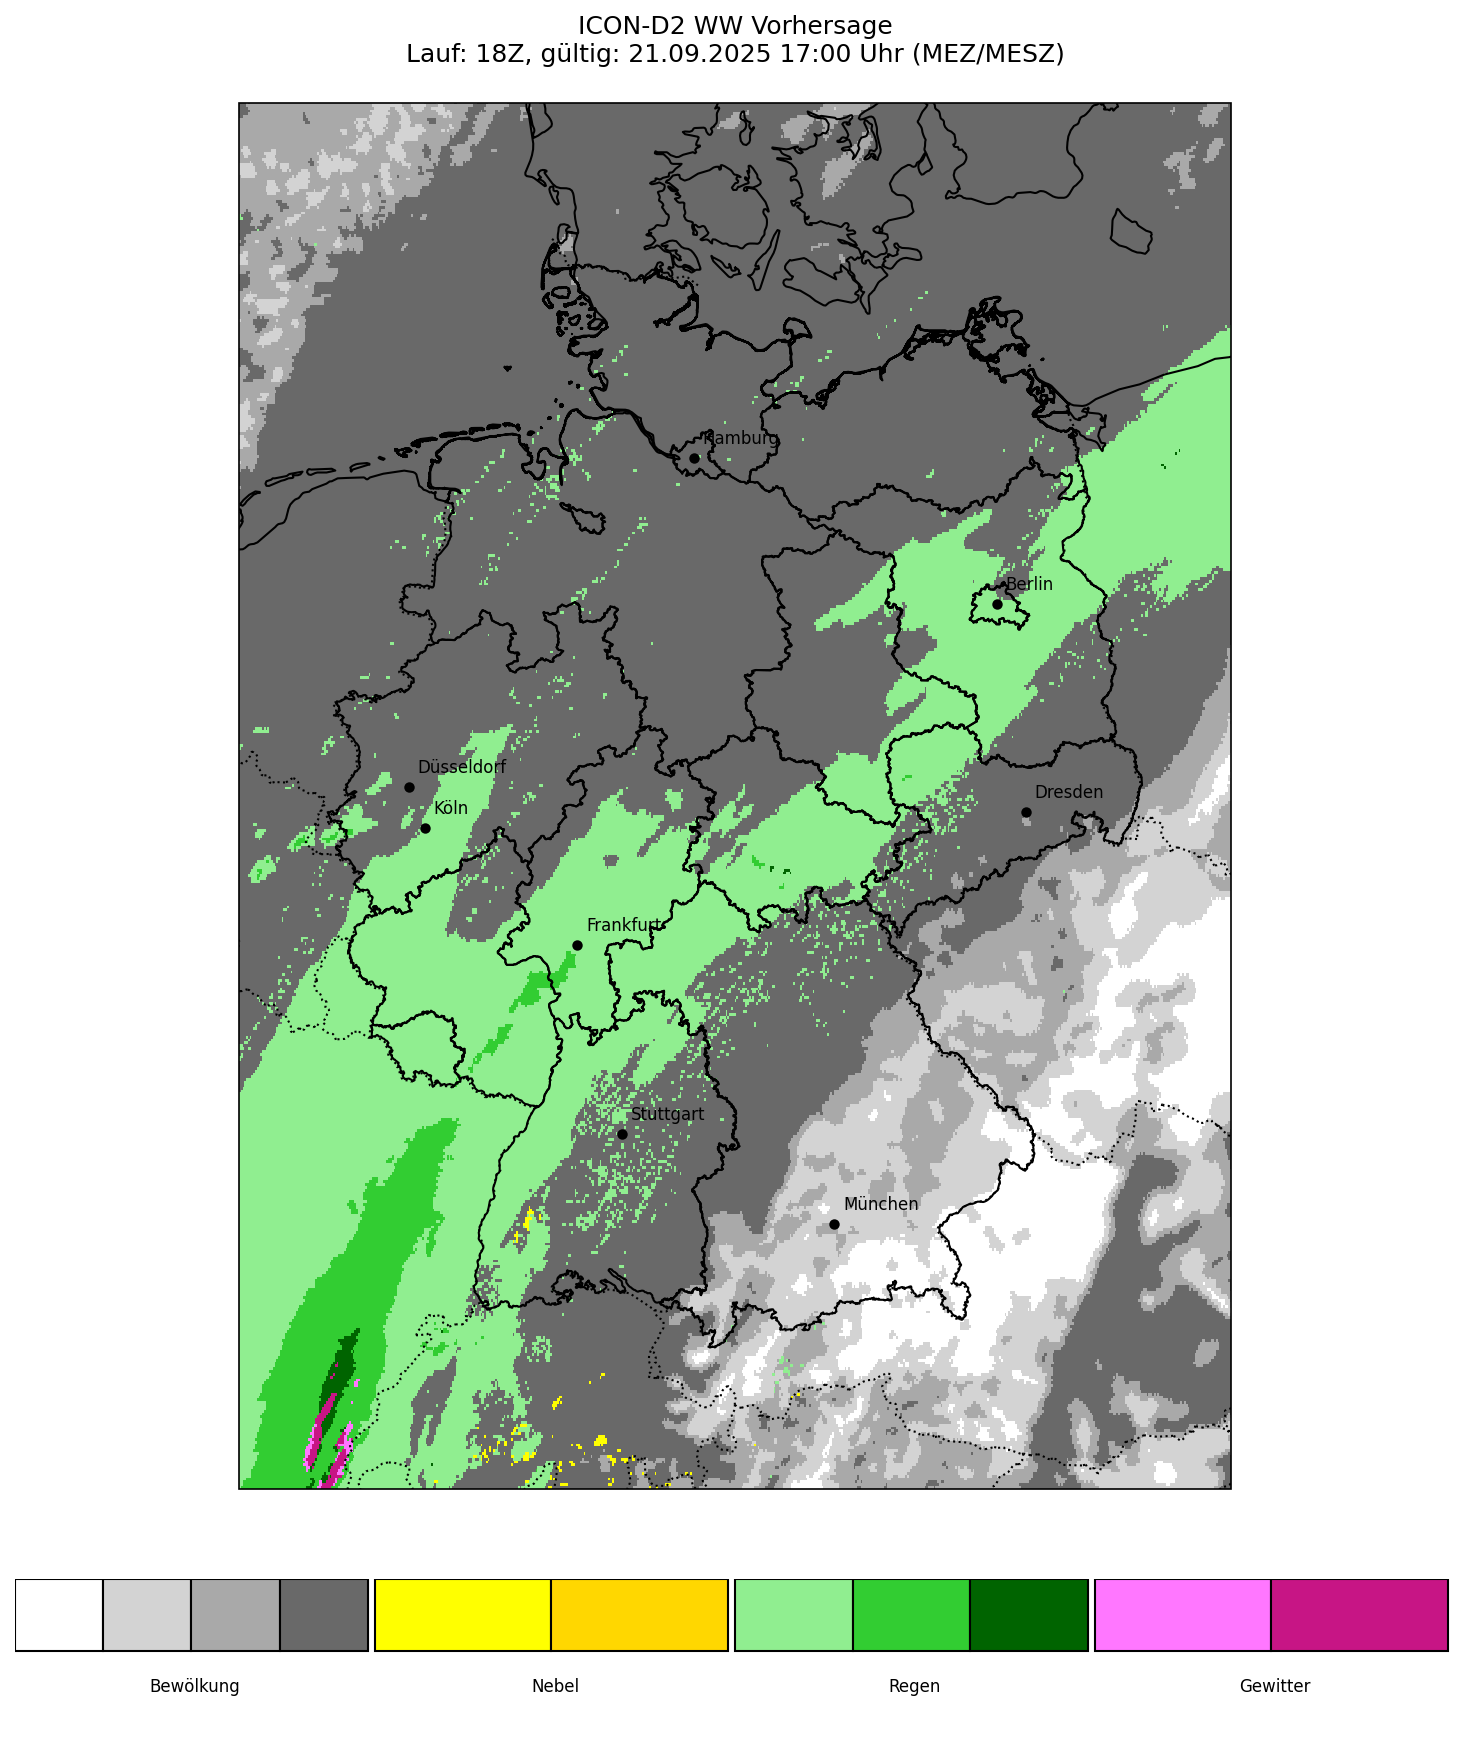 ICON-D2 WW Vorhersage
Lauf: 18Z, gültig: 21.09.2025 17:00 Uhr (MEZ/MESZ)
Hamburg
Berlin
Düsseldorf
Dresden
Köln
Frankfurt
Stuttgart
München
Bewölkung
Nebel
Regen
Gewitter